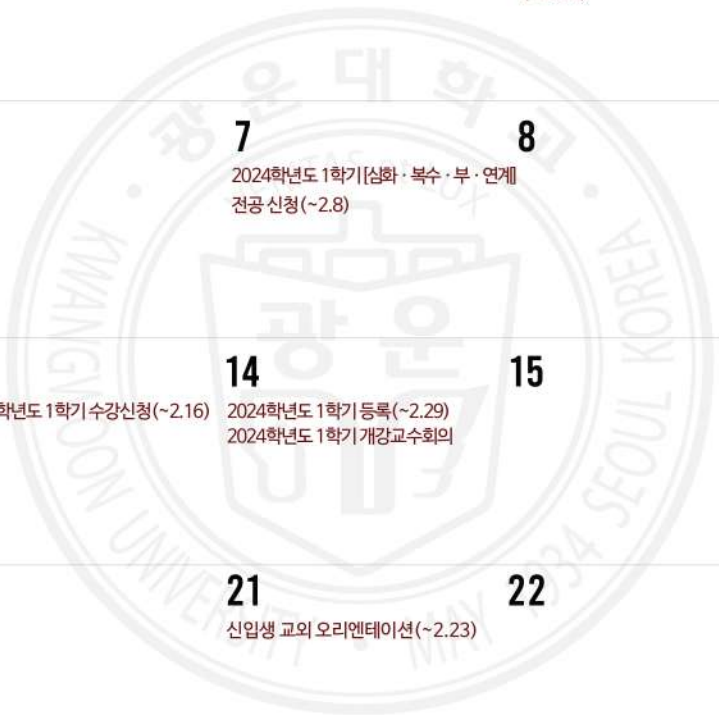 7
8
2024학년도 1학기 [심화 · 복수 · 부 · 연계]
전공 신청(~2.8)
14
15
학년도 1학기 수강신청(~2.16)
2024학년도 1학기 등록(~2.29)
2024학년도 1학기 개강교수회의
21
22
신입생 교외 오리엔테이션(~2.23)
광운대학교
VERITAS ET LUX
광운
KWANGWOON UNIVERSITY • MAY 1934 SEOUL KOREA